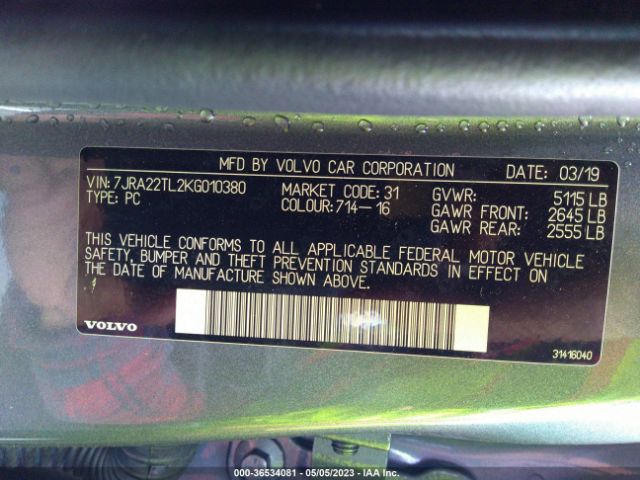 MFD BY VOLVO CAR CORPORATION DATE: 03/19
VIN: 7JRA22TL2KG010380 MARKET CODE: 31 GVWR: 5115 LB
TYPE: PC COLOUR: 714-16 GAWR FRONT: 2645 LB
GAWR REAR: 2555 LB
THIS VEHICLE CONFORMS TO ALL APPLICABLE FEDERAL MOTOR VEHICLE
SAFETY, BUMPER AND THEFT PREVENTION STANDARDS IN EFFECT ON
THE DATE OF MANUFACTURE SHOWN ABOVE.
VOLVO
31416040
000-36534081 - 05/05/2023 - © IAA Inc.